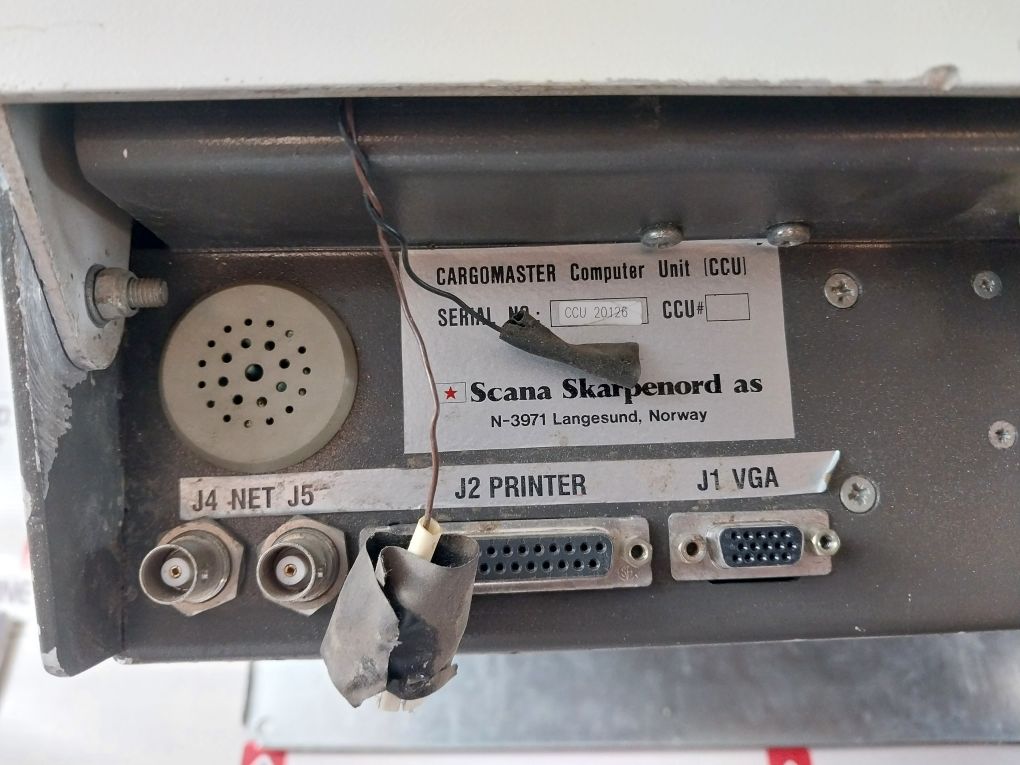 CARGOMASTER Computer Unit (CCU)
SERIAL NO: CCU 20126 CCU#
Scana Skarpenord as
N-3971 Langesund, Norway
J4 NET J5
J2 PRINTER
J1 VGA